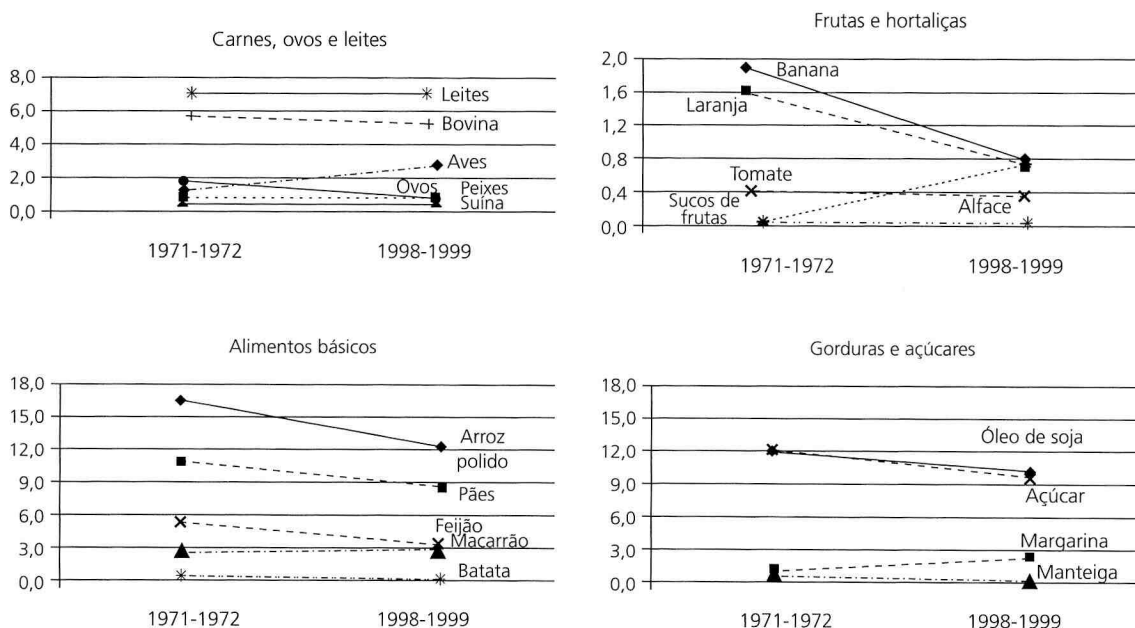 Carnes, ovos e leites
8,0
6,0
4,0
2,0
0,0
Leites
Bovina
Aves
Ovos
Peixes
Suína
1971-1972
1998-1999
Frutas e hortaliças
2,0
1,6
1,2
0,8
0,4
0,0
Banana
Laranja
Tomate
Sucos de
frutas
Alface
1971-1972
1998-1999
Alimentos básicos
18,0
15,0
12,0
9,0
6,0
3,0
0,0
Arroz
polido
Pães
Feijão
Macarrão
Batata
1971-1972
1998-1999
Gorduras e açúcares
18,0
15,0
12,0
9,0
6,0
3,0
0,0
Óleo de soja
Açúcar
Margarina
Manteiga
1971-1972
1998-1999